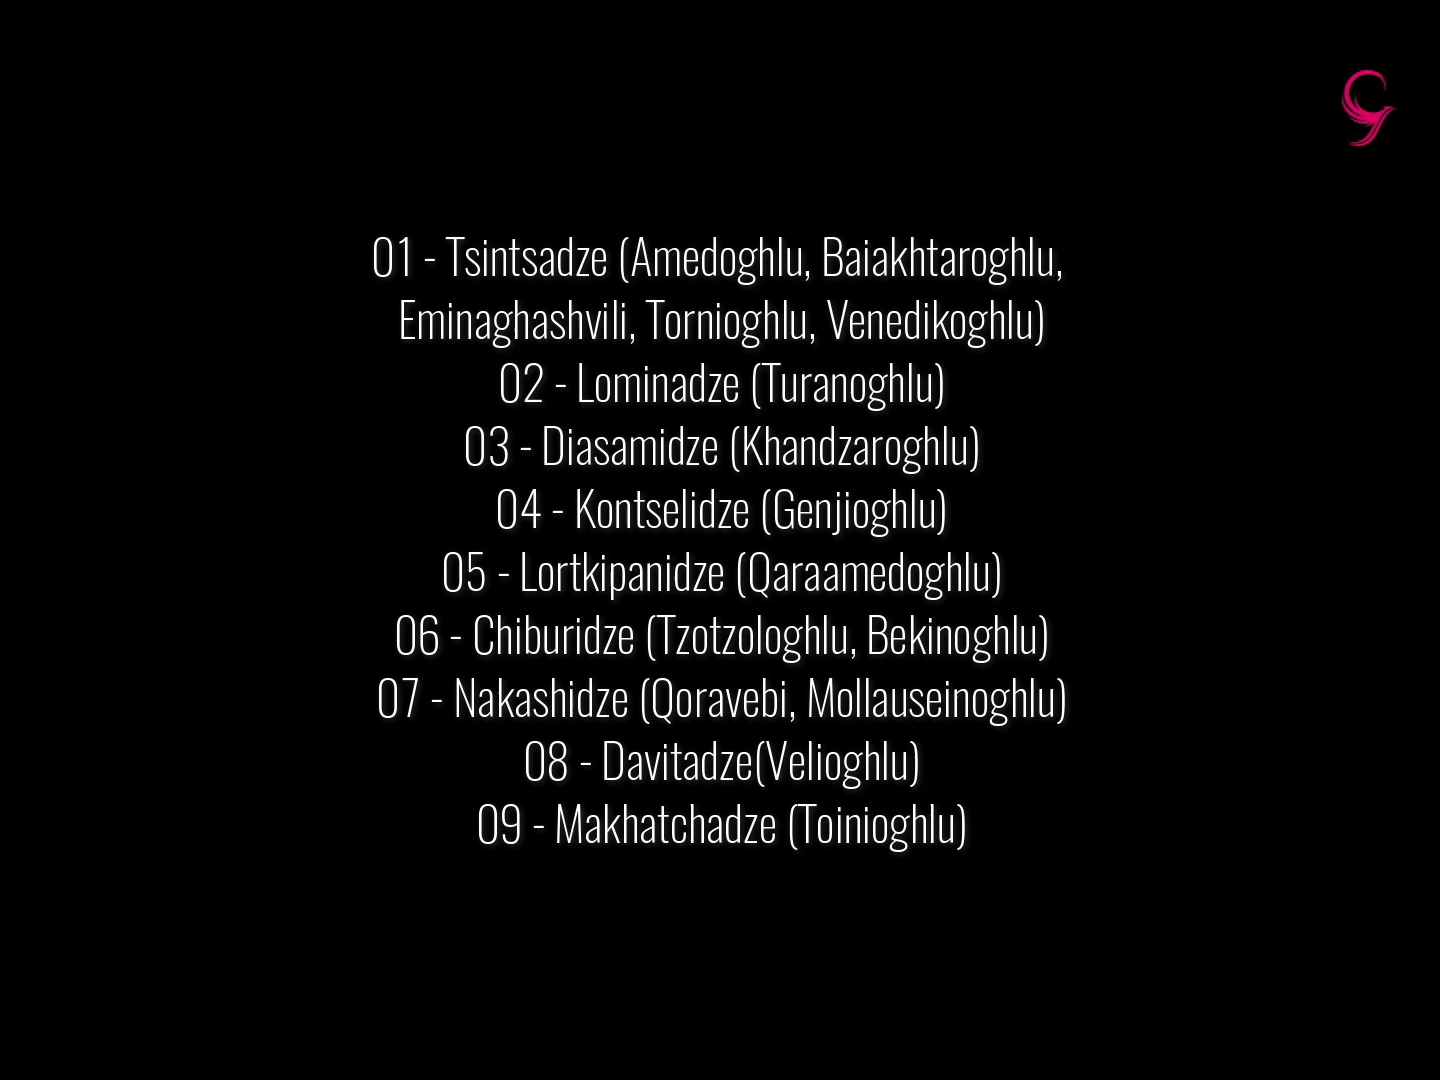 01 - Tsintsadze (Amedoghlu, Baiakhtaroghlu,
Eminaghashvili, Tornioghlu, Venedikoghlu)
02 - Lominadze (Turanoghlu)
03 - Diasamidze (Khandzaroghlu)
04 - Kontselidze (Genjioghlu)
05 - Lortkipanidze (Qaraamedoghlu)
06 - Chiburidze (Tzotzologhlu, Bekinoghlu)
07 - Nakashidze (Qoravebi, Mollauseinoghlu)
08 - Davitadze(Velioghlu)
09 - Makhatchadze (Toinioghlu)